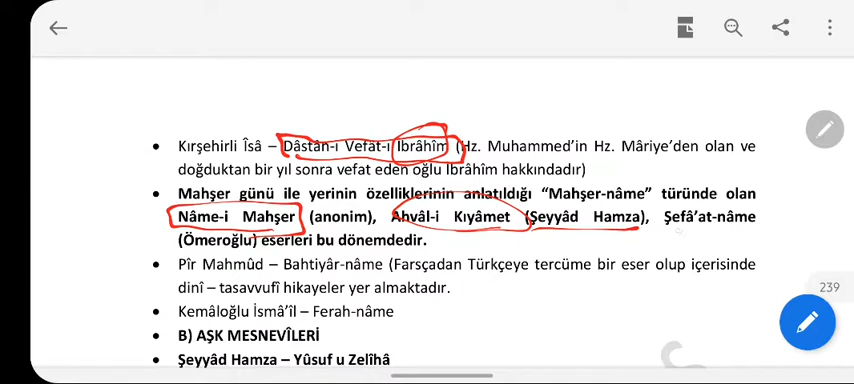 • Kırşehirli Îsâ – Dâstân-ı Vefat-ı İbrâhîm (Hz. Muhammed'in Hz. Mâriye'den olan ve
doğduktan bir yıl sonra vefat eden oğlu İbrâhîm hakkındadır)
• Mahşer günü ile yerinin özelliklerinin anlatıldığı “Mahşer-nâme” türünde olan
Nâme-i Mahşer (anonim), Ahvâl-i Kıyâmet (Şeyyâd Hamza), Şefâ'at-nâme
(Ömeroğlu) eserleri bu dönemdedir.
• Pîr Mahmûd – Bahtiyâr-nâme (Farsçadan Türkçeye tercüme bir eser olup içerisinde
dinî – tasavvufî hikayeler yer almaktadır.
239
• Kemâloğlu İsmâ'îl – Ferah-nâme
• B) AŞK MESNEVÎLERİ
• Şeyyâd Hamza – Yûsuf u Zelîhâ